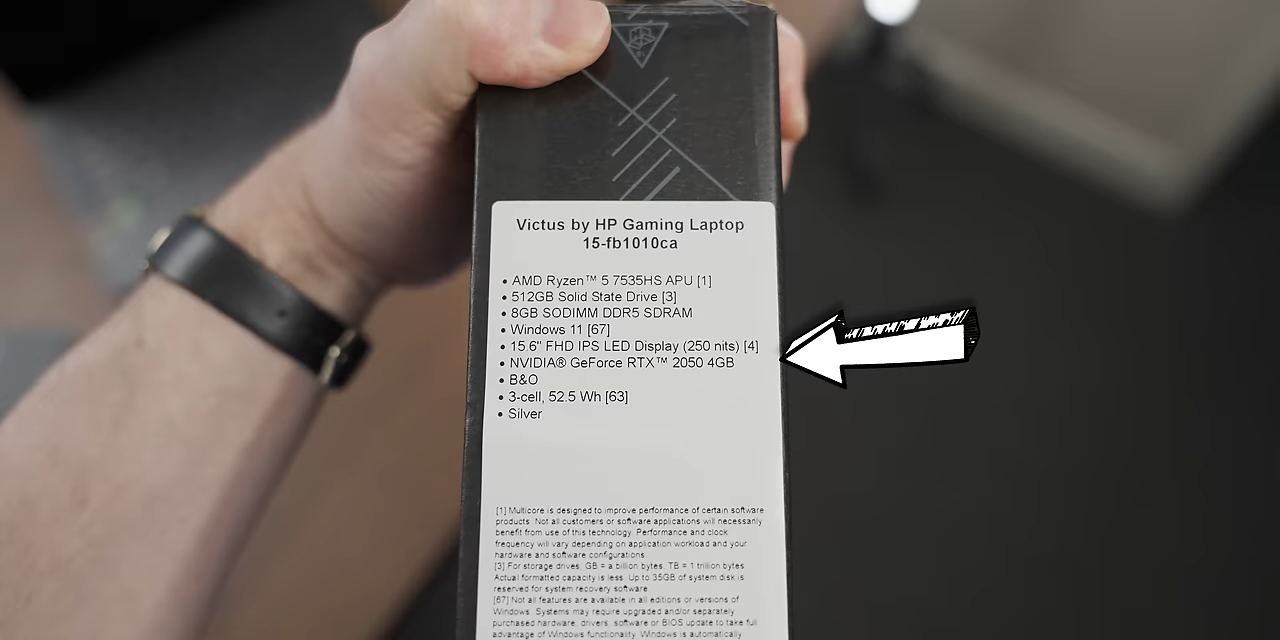 Victus by HP Gaming Laptop
15-fb1010ca
• AMD Ryzen™ 5 7535HS APU [1]
• 512GB Solid State Drive [3]
• 8GB SODIMM DDR5 SDRAM
• Windows 11 [67]
• 15.6" FHD IPS LED Display (250 nits) [4]
• NVIDIA® GeForce RTX™ 2050 4GB
• B&O
• 3-cell, 52.5 Wh [63]
• Silver
[1] Multicore is designed to improve performance of certain software
products. Not all customers or software applications will necessarily
benefit from use of this technology. Performance and clock
frequency will vary depending on application workload and your
hardware and software configurations.
[3] For storage drives, GB = a billion bytes. TB = 1 trillion bytes.
Actual formatted capacity is less. Up to 35GB of system disk is
reserved for system recovery software
[67] Not all features are available in all editions or versions of
Windows. Systems may require upgraded and/or separately
purchased hardware, drivers, software or BIOS update to take full
advantage of Windows functionality. Windows is automatically